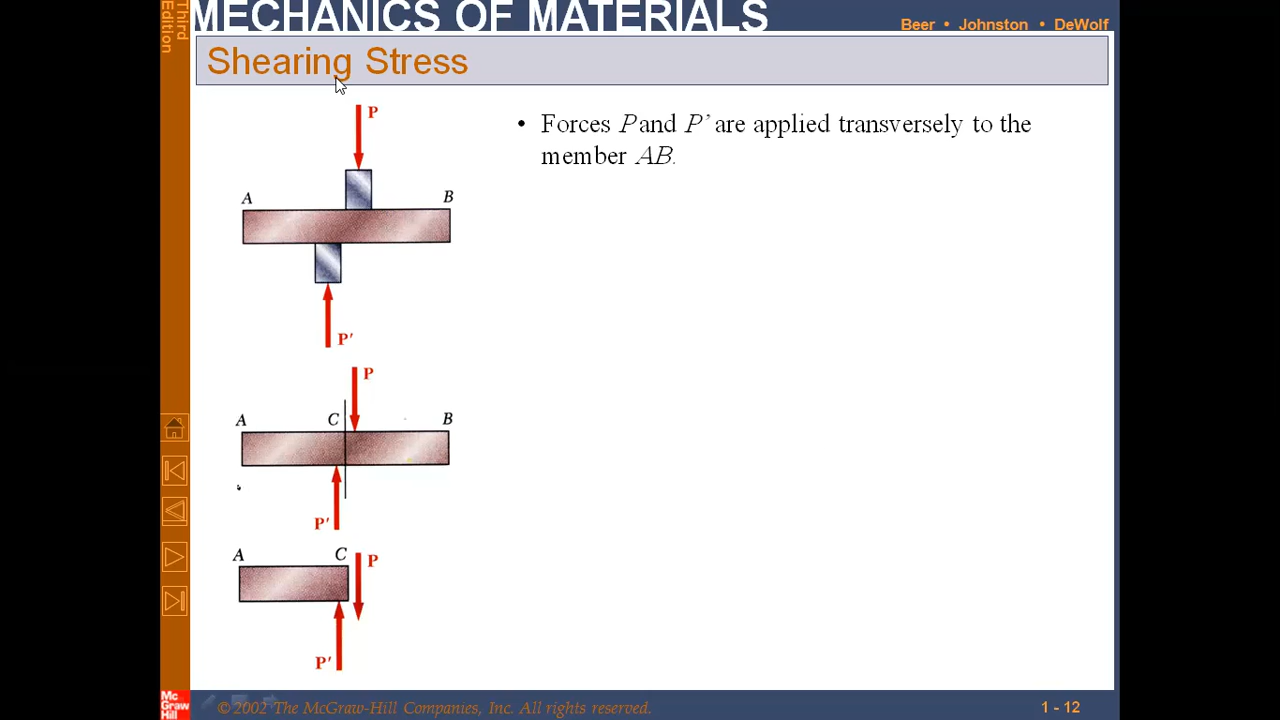 Third
Edition
MECHANICS OF MATERIALS
Beer • Johnston • DeWolf
Shearing Stress
• Forces P and P’ are applied transversely to the
member AB.
P
A
B
P'
P
A
C
B
P'
A
C
P
P'
Mc
Graw
Hill
©2002 The McGraw-Hill Companies, Inc. All rights reserved.
1 - 12